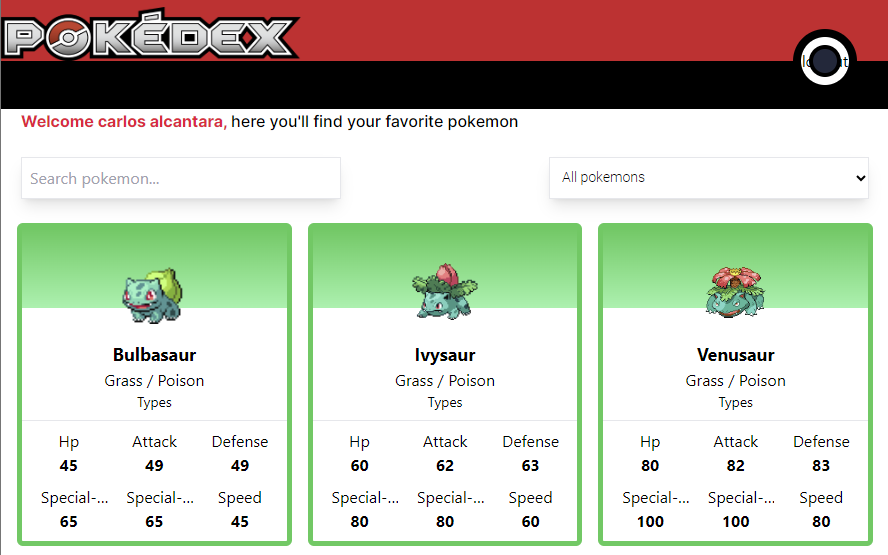 POKÉDEX
Welcome carlos alcantara, here you'll find your favorite pokemon
Search pokemon...
All pokemons
Bulbasaur
Grass / Poison
Types
Hp Attack Defense
45 49 49
Special-... Special-... Speed
65 65 45
Ivysaur
Grass / Poison
Types
Hp Attack Defense
60 62 63
Special-... Special-... Speed
80 80 60
Venusaur
Grass / Poison
Types
Hp Attack Defense
80 82 83
Special-... Special-... Speed
100 100 80